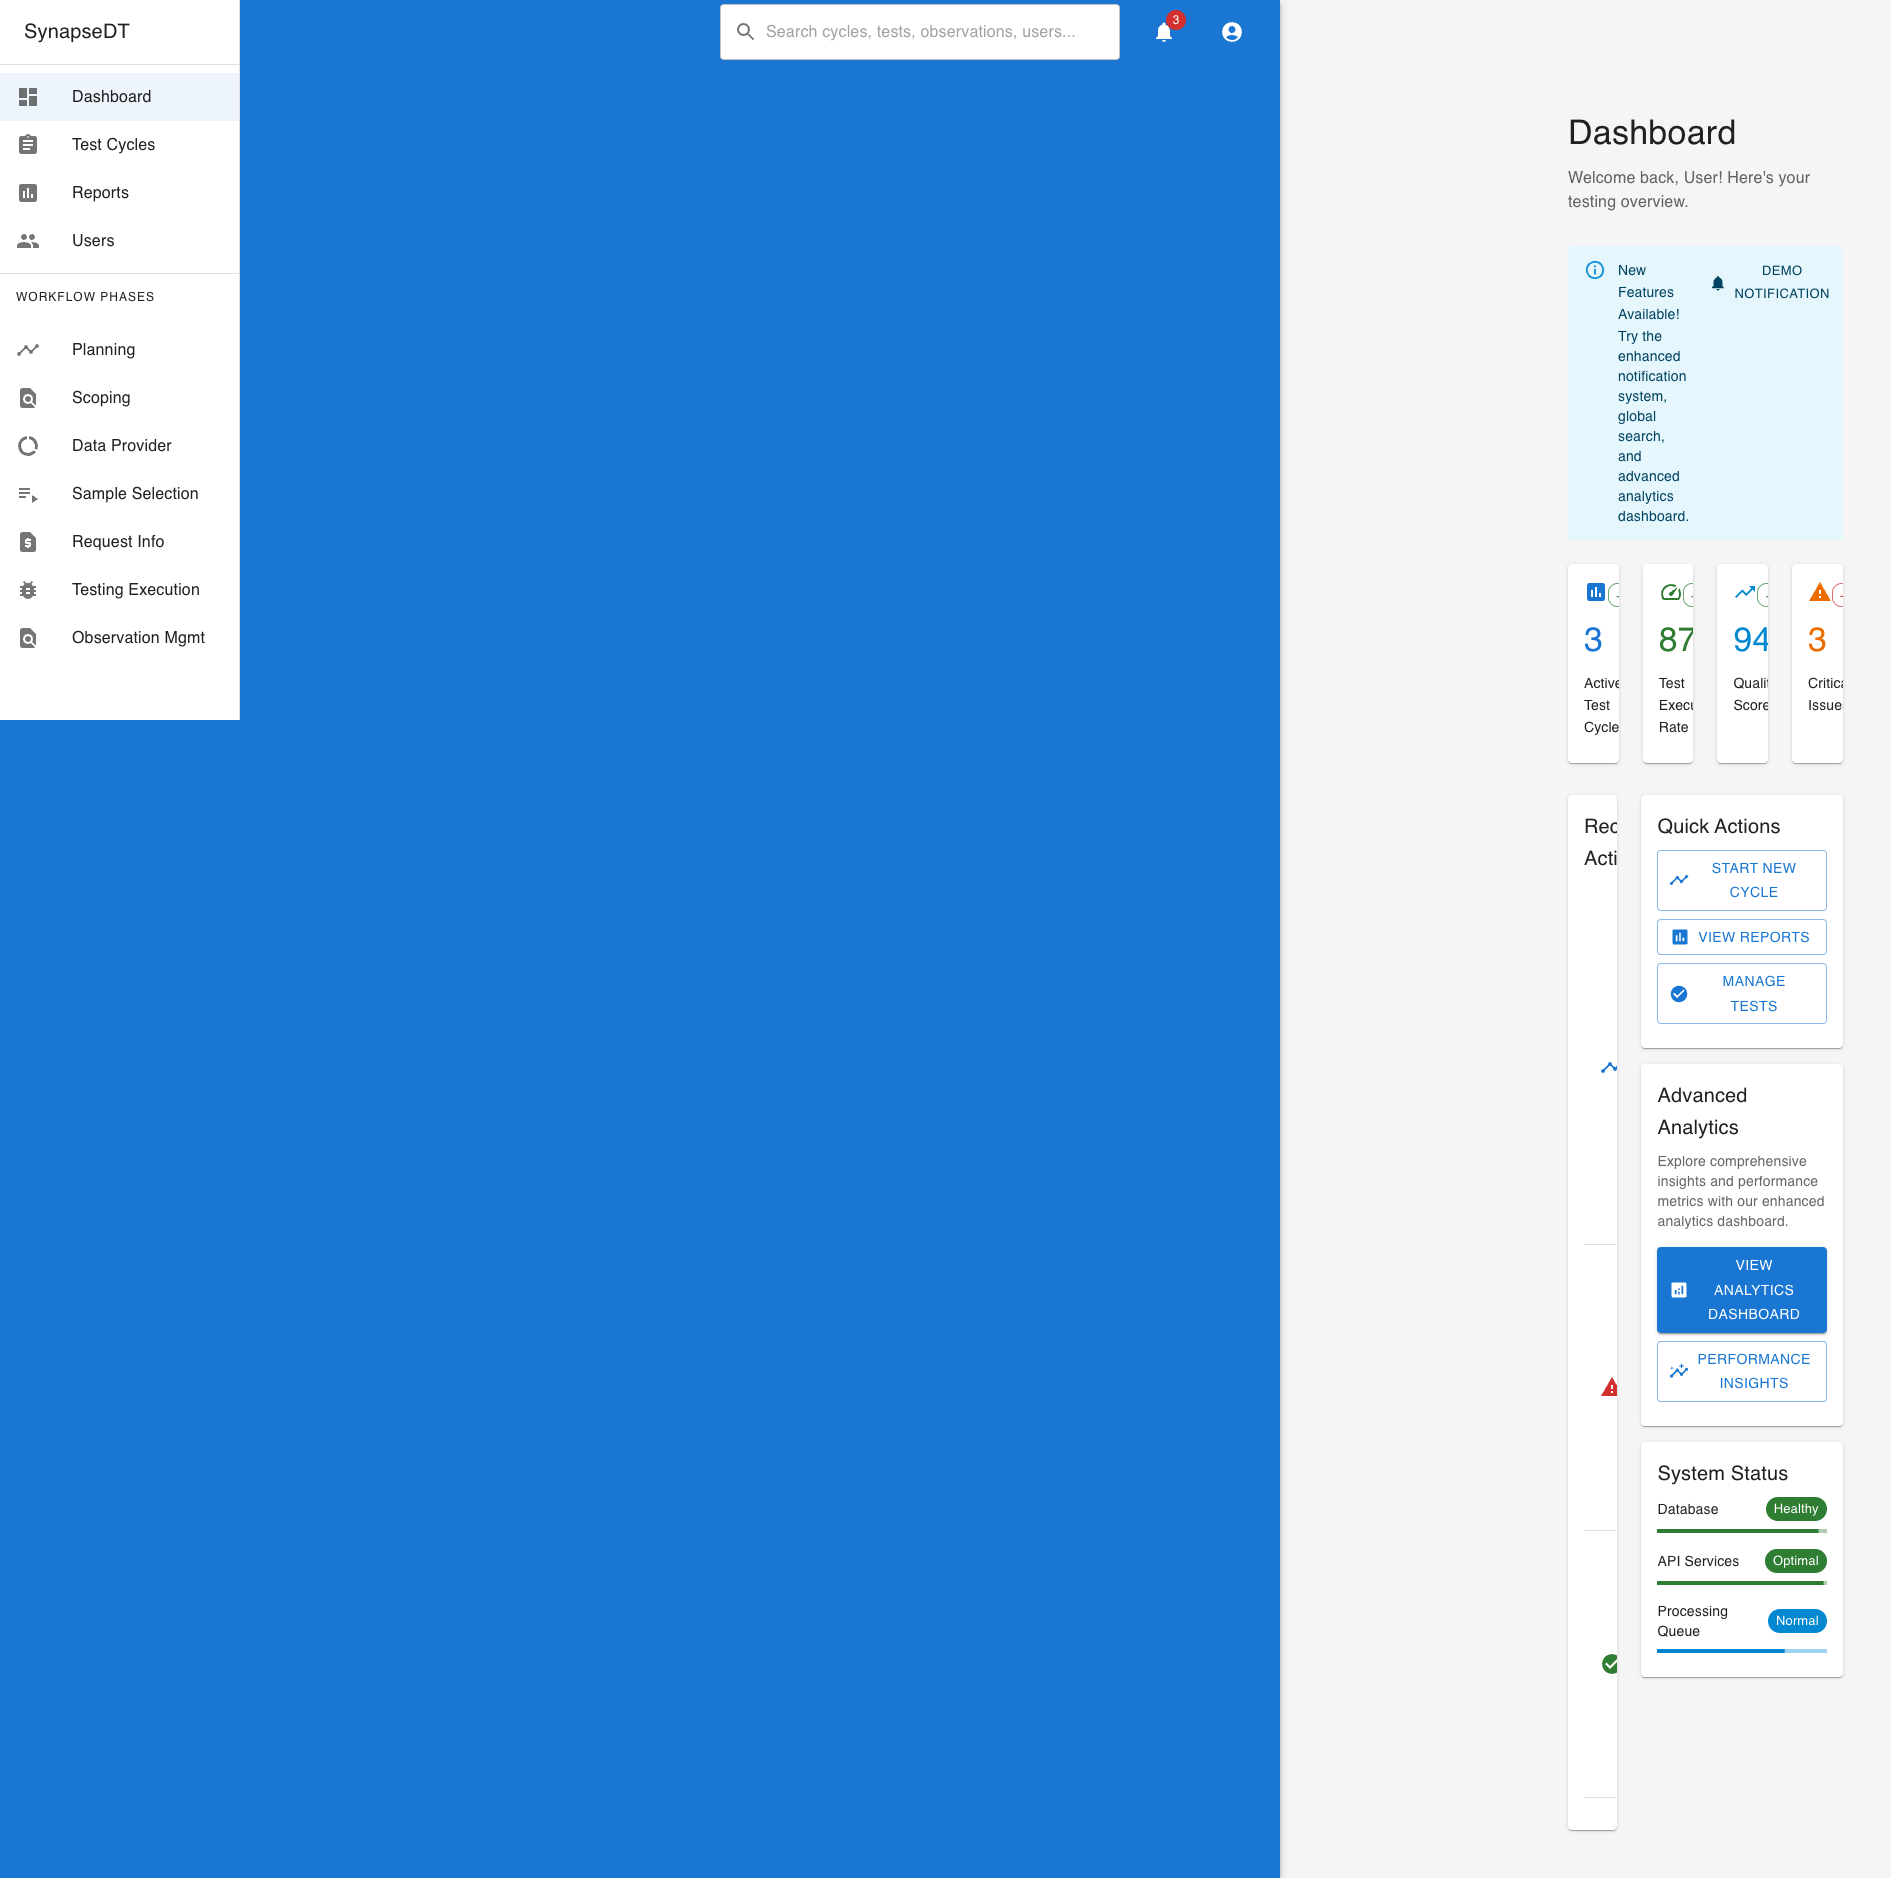 SynapseDT
Search cycles, tests, observations, users...
3
Dashboard
Test Cycles
Reports
Users
WORKFLOW PHASES
Planning
Scoping
Data Provider
Sample Selection
Request Info
Testing Execution
Observation Mgmt
Dashboard
Welcome back, User! Here's your
testing overview.
New
Features
Available!
Try the
enhanced
notification
system,
global
search,
and
advanced
analytics
dashboard.
DEMO
NOTIFICATION
3
Active
Test
Cycle
87
Test
Execu
Rate
94
Qualit
Score
3
Critica
Issue
Rec
Acti
Quick Actions
START NEW
CYCLE
VIEW REPORTS
MANAGE
TESTS
Advanced
Analytics
Explore comprehensive
insights and performance
metrics with our enhanced
analytics dashboard.
VIEW
ANALYTICS
DASHBOARD
PERFORMANCE
INSIGHTS
System Status
Database
Healthy
API Services
Optimal
Processing
Queue
Normal